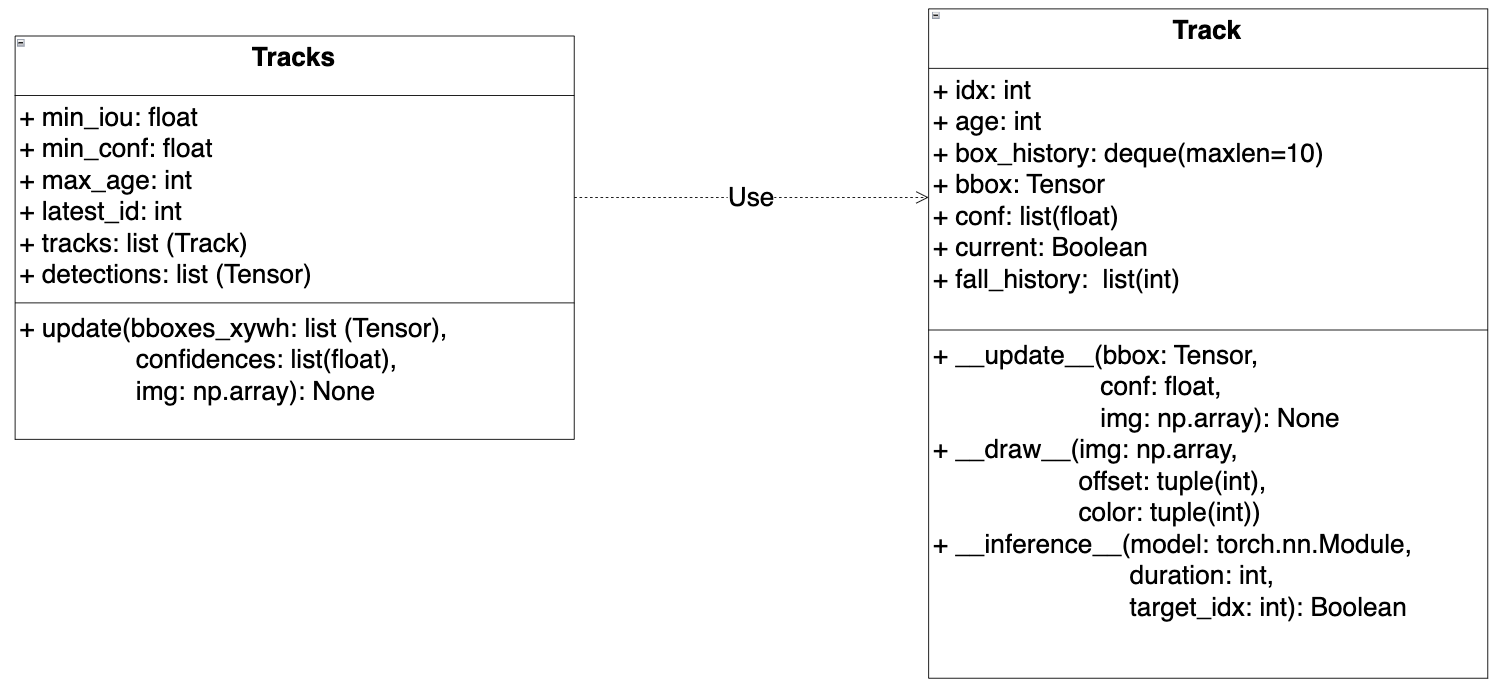 Tracks
+ min_iou: float
+ min_conf: float
+ max_age: int
+ latest_id: int
+ tracks: list (Track)
+ detections: list (Tensor)
+ update(bboxes_xywh: list (Tensor),
confidences: list(float),
img: np.array): None
Use
Track
+ idx: int
+ age: int
+ box_history: deque(maxlen=10)
+ bbox: Tensor
+ conf: list(float)
+ current: Boolean
+ fall_history:  list(int)
+ __update__(bbox: Tensor,
conf: float,
img: np.array): None
+ __draw__(img: np.array,
offset: tuple(int),
color: tuple(int))
+ __inference__(model: torch.nn.Module,
duration: int,
target_idx: int): Boolean